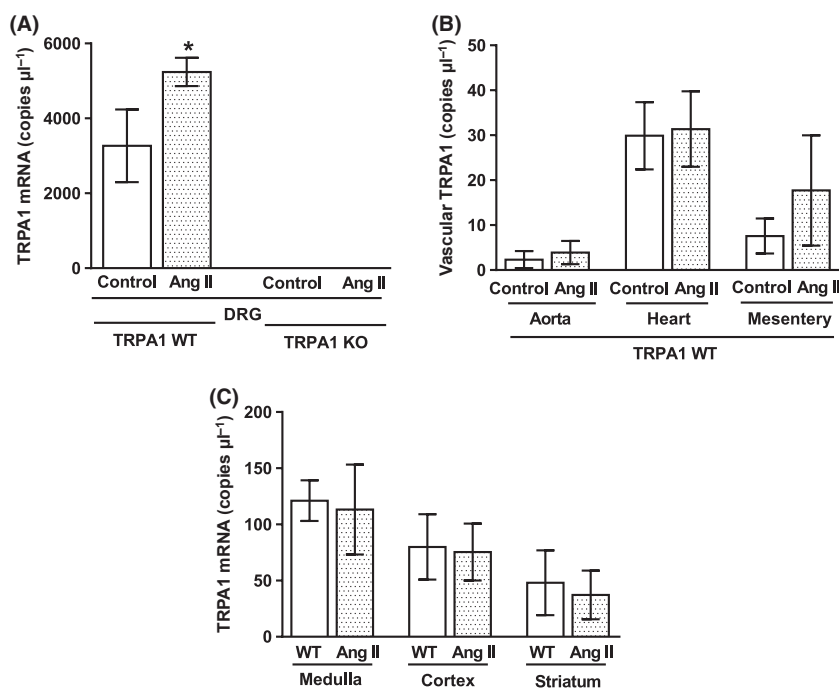 (A)
TRPA1 mRNA (copies µl⁻¹)
6000
4000
2000
0
*
Control Ang II Control Ang II
DRG
TRPA1 WT TRPA1 KO
(B)
Vascular TRPA1 (copies µl⁻¹)
50
40
30
20
10
0
Control Ang II Control Ang II Control Ang II
Aorta Heart Mesentery
TRPA1 WT
(C)
TRPA1 mRNA (copies µl⁻¹)
200
150
100
50
0
WT Ang II WT Ang II WT Ang II
Medulla Cortex Striatum